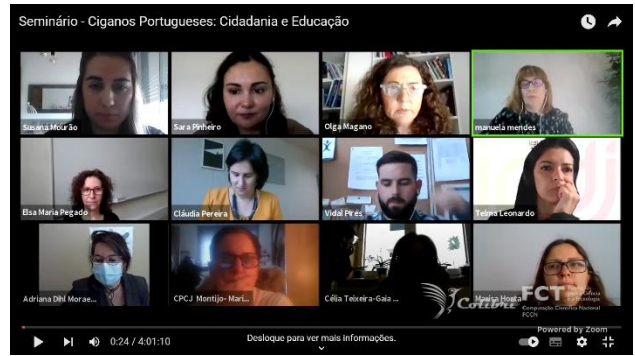 Seminário - Ciganos Portugueses: Cidadania e Educação
Susana Mourão
Sara Pinheiro
Olga Magano
manuela mendes
Elsa Maria Pegado
Cláudia Pereira
Vidal Pires
Telma Leonardo
Adriana Dihl Morae...
CPCJ Montijo- Mari...
Célia Teixeira-Gaia ...
Marisa Horta
Colibri
FCT
Computação Científica Nacional
FCCN
Powered by Zoom
0:24 / 4:01:10
Desloque para ver mais informações.